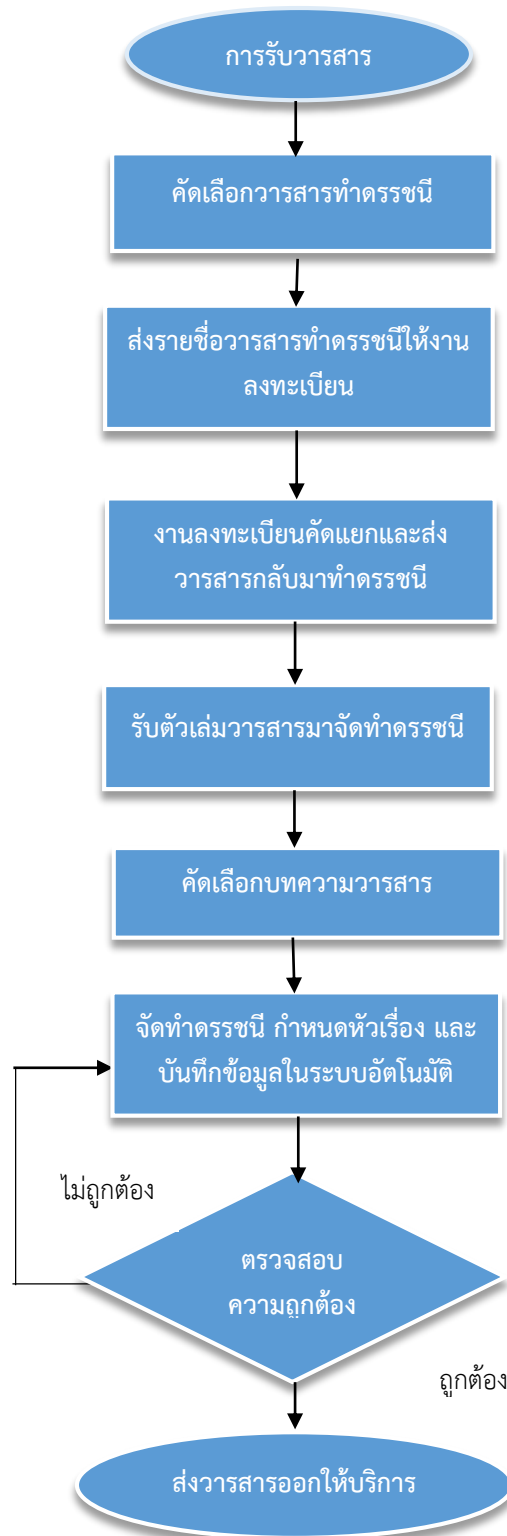 การรับวารสาร
คัดเลือกวารสารทำดรรชนี
ส่งรายชื่อวารสารทำดรรชนีให้งาน
ลงทะเบียน
งานลงทะเบียนคัดแยกและส่ง
วารสารกลับมาทำดรรชนี
รับตัวเล่มวารสารมาจัดทำดรรชนี
คัดเลือกบทความวารสาร
จัดทำดรรชนี กำหนดหัวเรื่อง และ
บันทึกข้อมูลในระบบอัตโนมัติ
ไม่ถูกต้อง
ตรวจสอบ
ความถูกต้อง
ถูกต้อง
ส่งวารสารออกให้บริการ